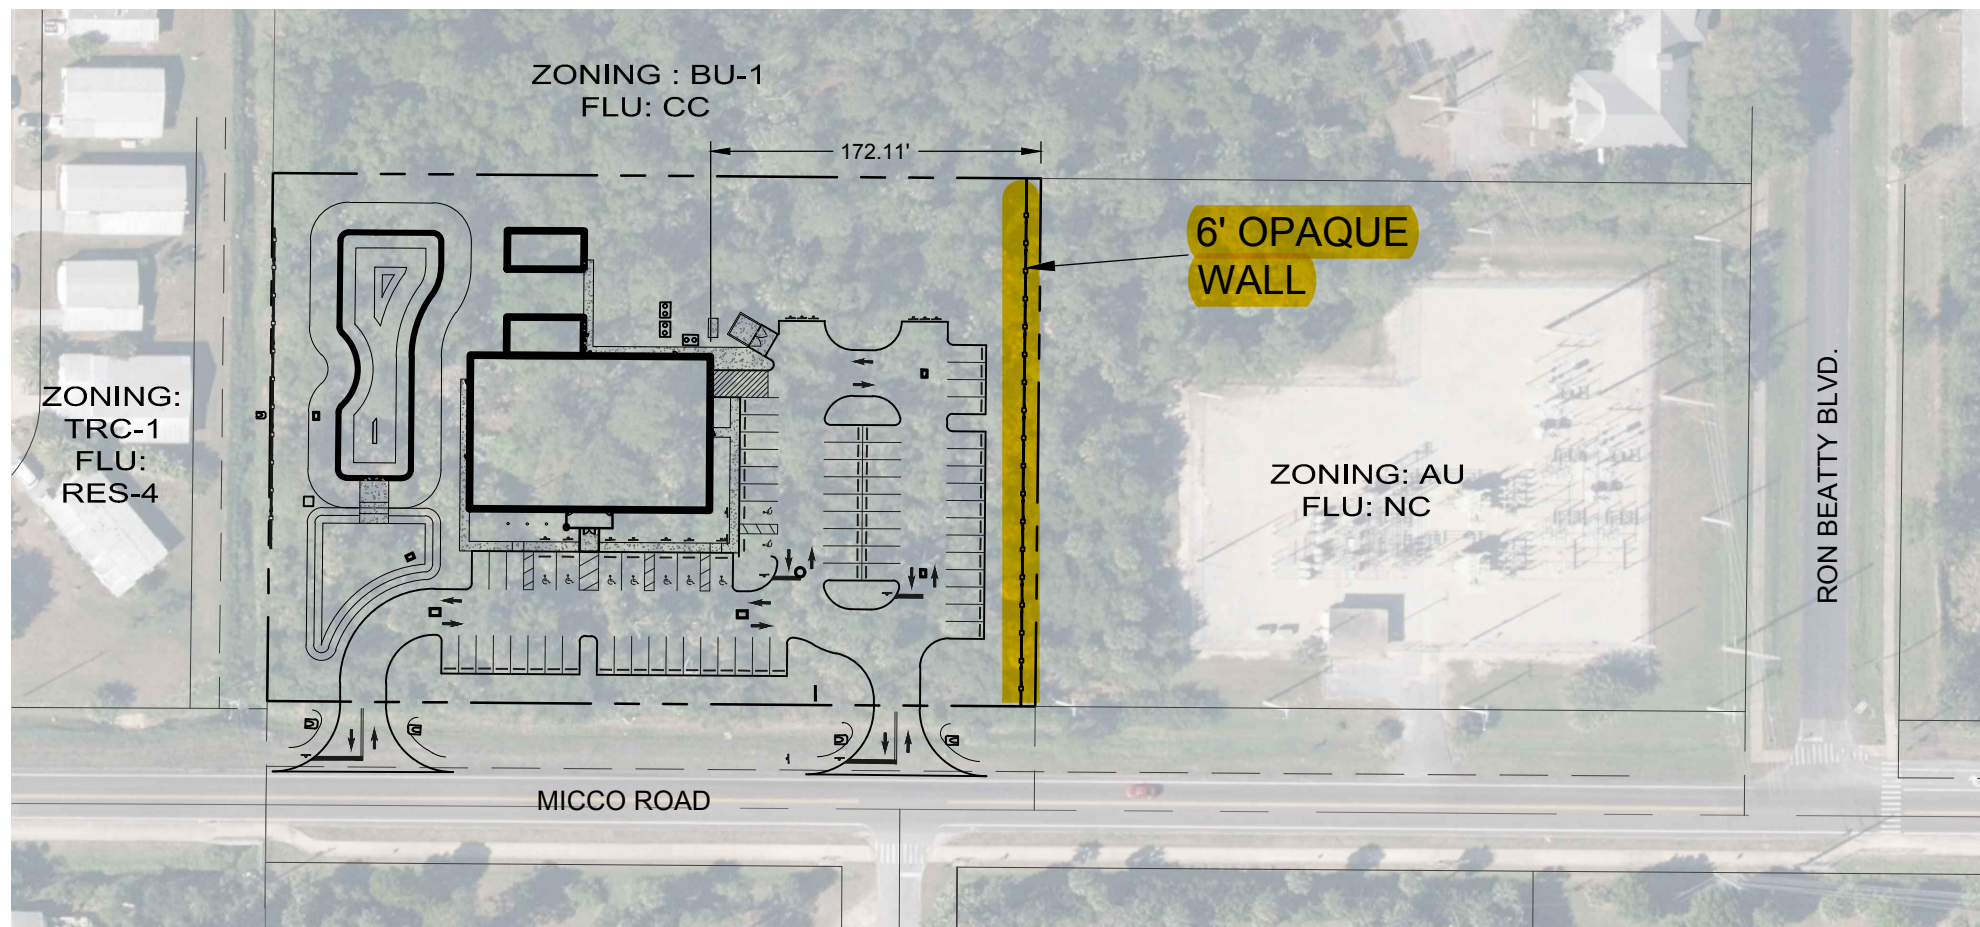 ZONING : BU-1
FLU: CC
172.11'
6' OPAQUE
WALL
ZONING:
TRC-1
FLU:
RES-4
ZONING: AU
FLU: NC
RON BEATTY BLVD.
MICCO ROAD